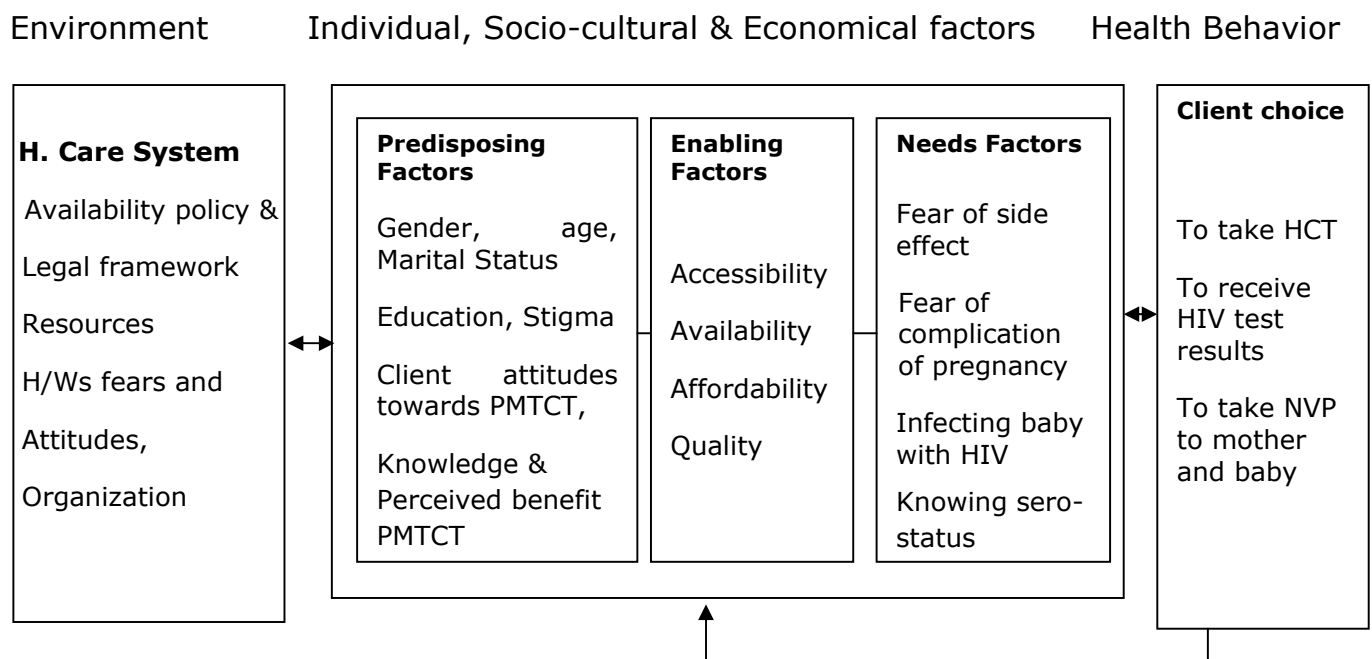 Environment
Individual, Socio-cultural & Economical factors
Health Behavior
H. Care System
Availability policy &
Legal framework
Resources
H/Ws fears and
Attitudes,
Organization
Predisposing
Factors
Gender, age,
Marital Status
Education, Stigma
Client attitudes
towards PMTCT,
Knowledge &
Perceived benefit
PMTCT
Enabling
Factors
Accessibility
Availability
Affordability
Quality
Needs Factors
Fear of side
effect
Fear of
complication
of pregnancy
Infecting baby
with HIV
Knowing sero-
status
Client choice
To take HCT
To receive
HIV test
results
To take NVP
to mother
and baby